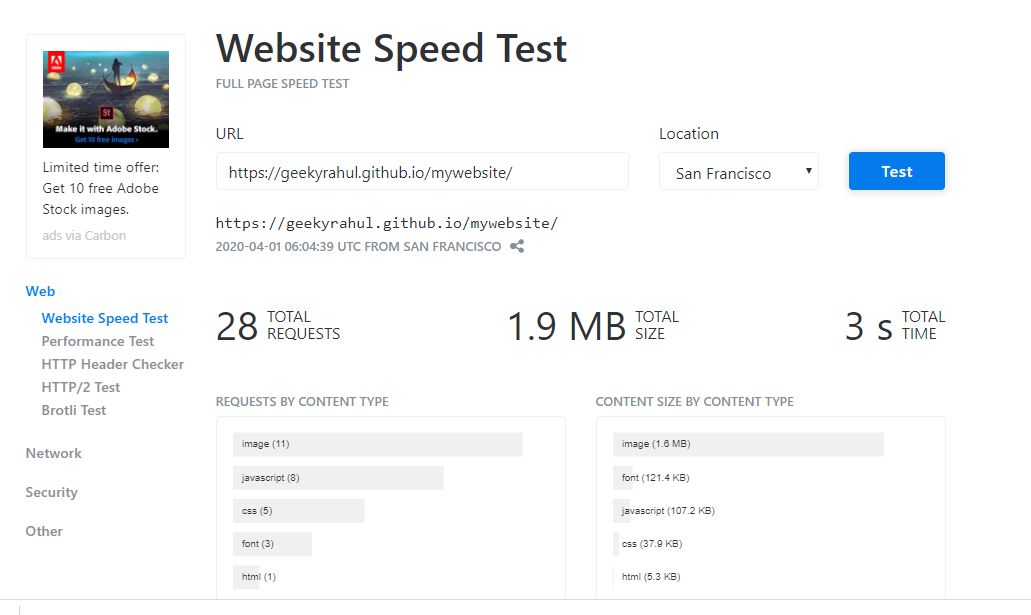 Adobe
St
Make it with Adobe Stock.
Get 10 free images ›
Limited time offer:
Get 10 free Adobe
Stock images.
ads via Carbon
Web
Website Speed Test
Performance Test
HTTP Header Checker
HTTP/2 Test
Brotli Test
Network
Security
Other
Website Speed Test
FULL PAGE SPEED TEST
URL
https://geekyrahul.github.io/mywebsite/
Location
San Francisco
Test
https://geekyrahul.github.io/mywebsite/
2020-04-01 06:04:39 UTC FROM SAN FRANCISCO
28 TOTAL REQUESTS
1.9 MB TOTAL SIZE
3 s TOTAL TIME
REQUESTS BY CONTENT TYPE
image (11)
javascript (8)
css (5)
font (3)
html (1)
CONTENT SIZE BY CONTENT TYPE
image (1.6 MB)
font (121.4 KB)
javascript (107.2 KB)
css (37.9 KB)
html (5.3 KB)